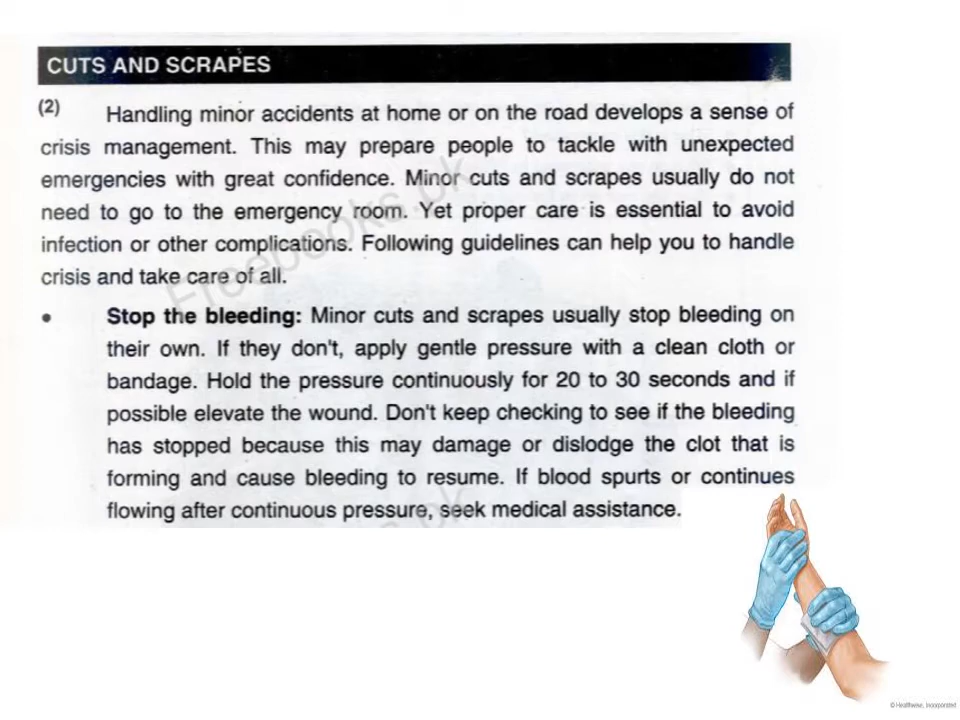 CUTS AND SCRAPES
(2) Handling minor accidents at home or on the road develops a sense of
crisis management. This may prepare people to tackle with unexpected
emergencies with great confidence. Minor cuts and scrapes usually do not
need to go to the emergency room. Yet proper care is essential to avoid
infection or other complications. Following guidelines can help you to handle
crisis and take care of all.
• Stop the bleeding: Minor cuts and scrapes usually stop bleeding on
their own. If they don't, apply gentle pressure with a clean cloth or
bandage. Hold the pressure continuously for 20 to 30 seconds and if
possible elevate the wound. Don't keep checking to see if the bleeding
has stopped because this may damage or dislodge the clot that is
forming and cause bleeding to resume. If blood spurts or continues
flowing after continuous pressure, seek medical assistance.
Freebooks.pk
© Healthwise, Incorporated